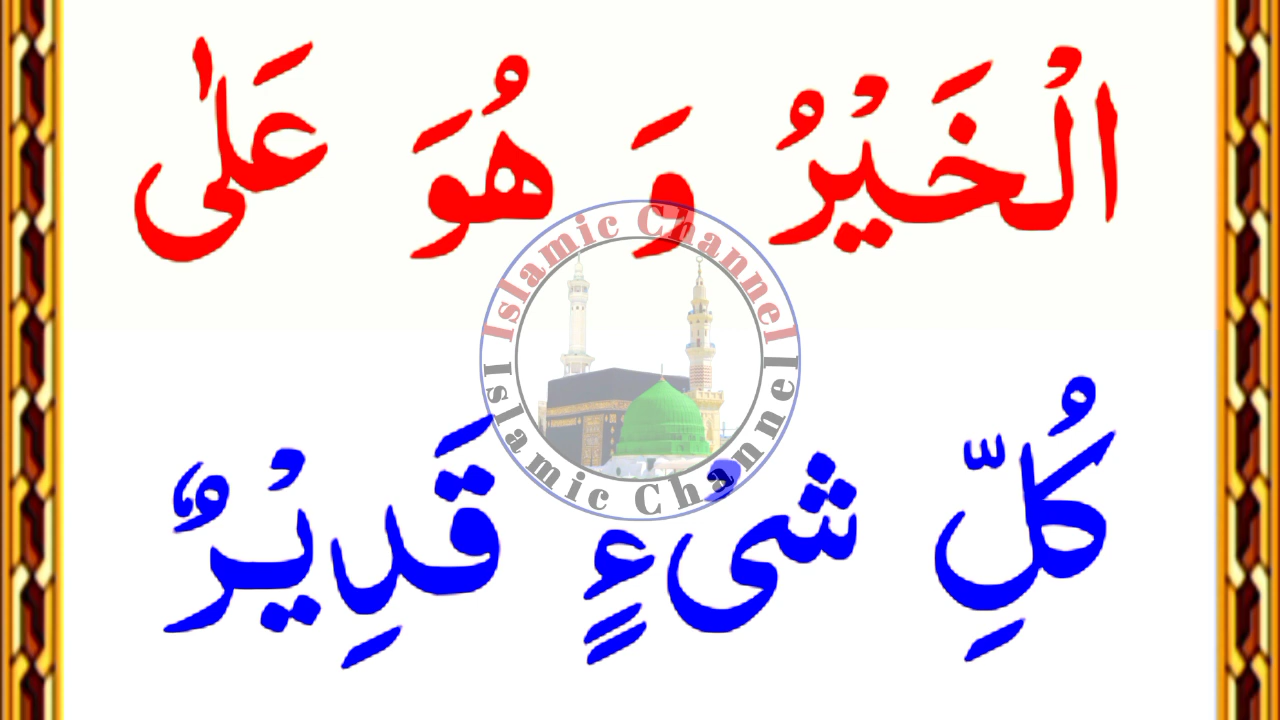 الْخَيْرُ وَ هُوَ عَلٰى
Islamic Channel
Islamic Channel
كُلِّ شَىْءٍ قَدِيْرٌ